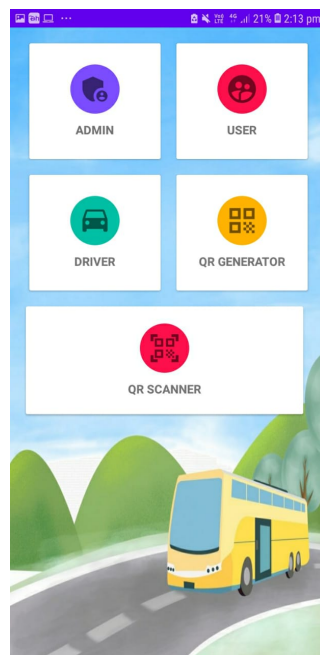 21% 2:13 pm
ADMIN
USER
DRIVER
QR GENERATOR
QR SCANNER